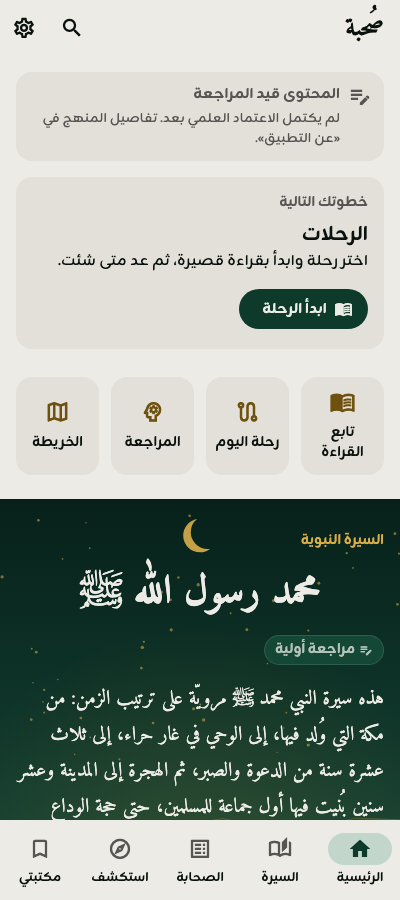 صُحبة
المحتوى قيد المراجعة
لم يكتمل الاعتماد العلمي بعد. تفاصيل المنهج في
«عن التطبيق».
خطوتك التالية
الرحلات
اختر رحلة وابدأ بقراءة قصيرة، ثم عد متى شئت.
ابدأ الرحلة
تابع
القراءة
رحلة اليوم
المراجعة
الخريطة
السيرة النبوية
محمد رسول الله ﷺ
مراجعة أولية
هذه سيرة النبي محمد ﷺ مرويّة على ترتيب الزمن: من
مكة التي وُلد فيها، إلى الوحي في غار حراء، إلى ثلاث
عشرة سنة من الدعوة والصبر، ثم الهجرة إلى المدينة وعشر
سنين بُنيت فيها أول جماعة للمسلمين، حتى حجة الوداع
الرئيسية
السيرة
الصحابة
استكشف
مكتبتي